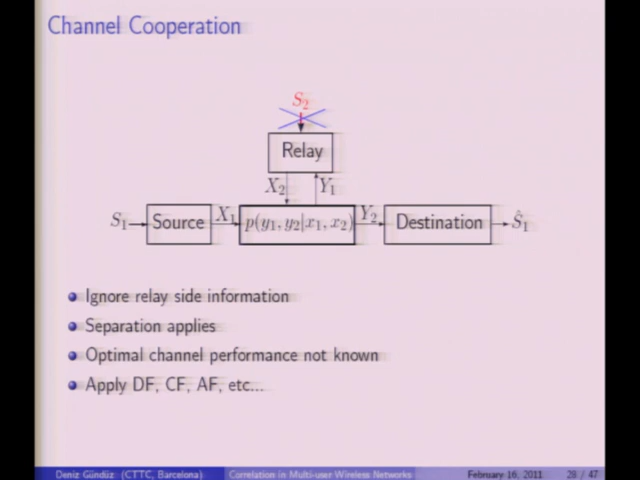 Channel Cooperation
S₂
Relay
X₂ Y₁
S₁ Source X₁ p(y₁, y₂|x₁, x₂) Y₂ Destination Ŝ₁
Ignore relay side information
Separation applies
Optimal channel performance not known
Apply DF, CF, AF, etc...
Deniz Gündüz (CTTC, Barcelona) Correlation in Multi-user Wireless Networks February 16, 2011 28 / 47